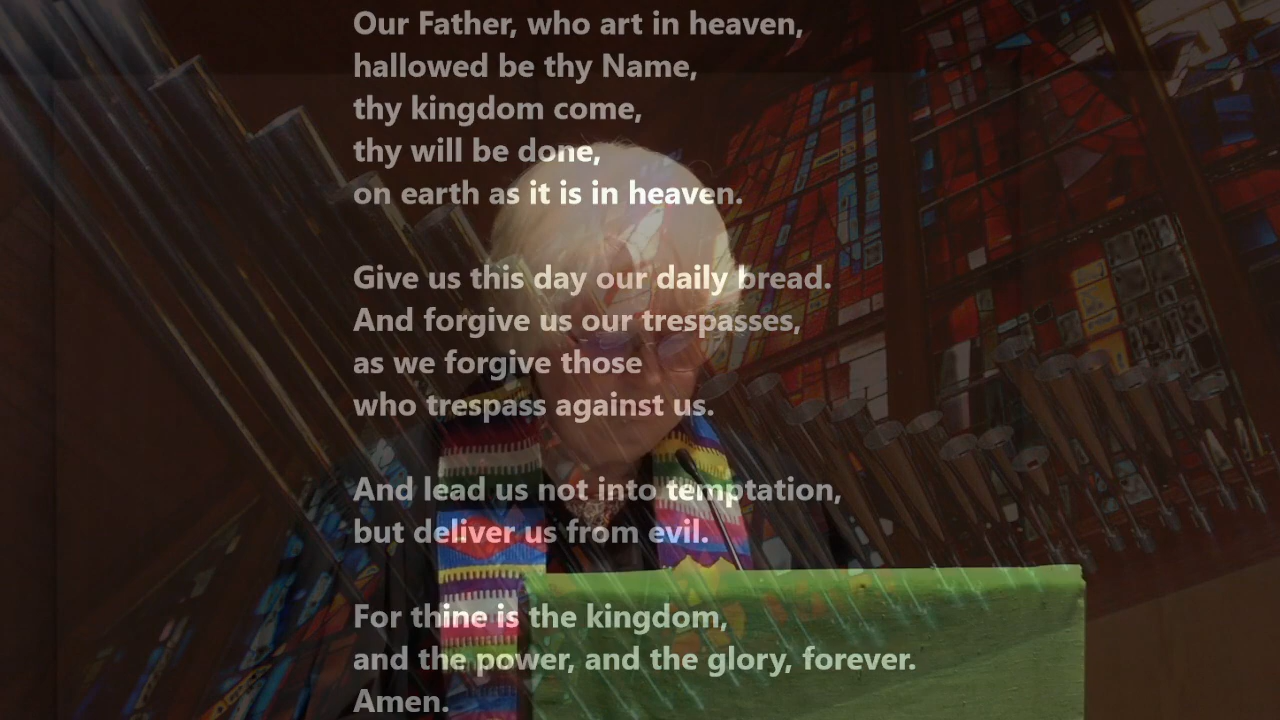 Our Father, who art in heaven,
hallowed be thy Name,
thy kingdom come,
thy will be done,
on earth as it is in heaven.
Give us this day our daily bread.
And forgive us our trespasses,
as we forgive those
who trespass against us.
And lead us not into temptation,
but deliver us from evil.
For thine is the kingdom,
and the power, and the glory, forever.
Amen.